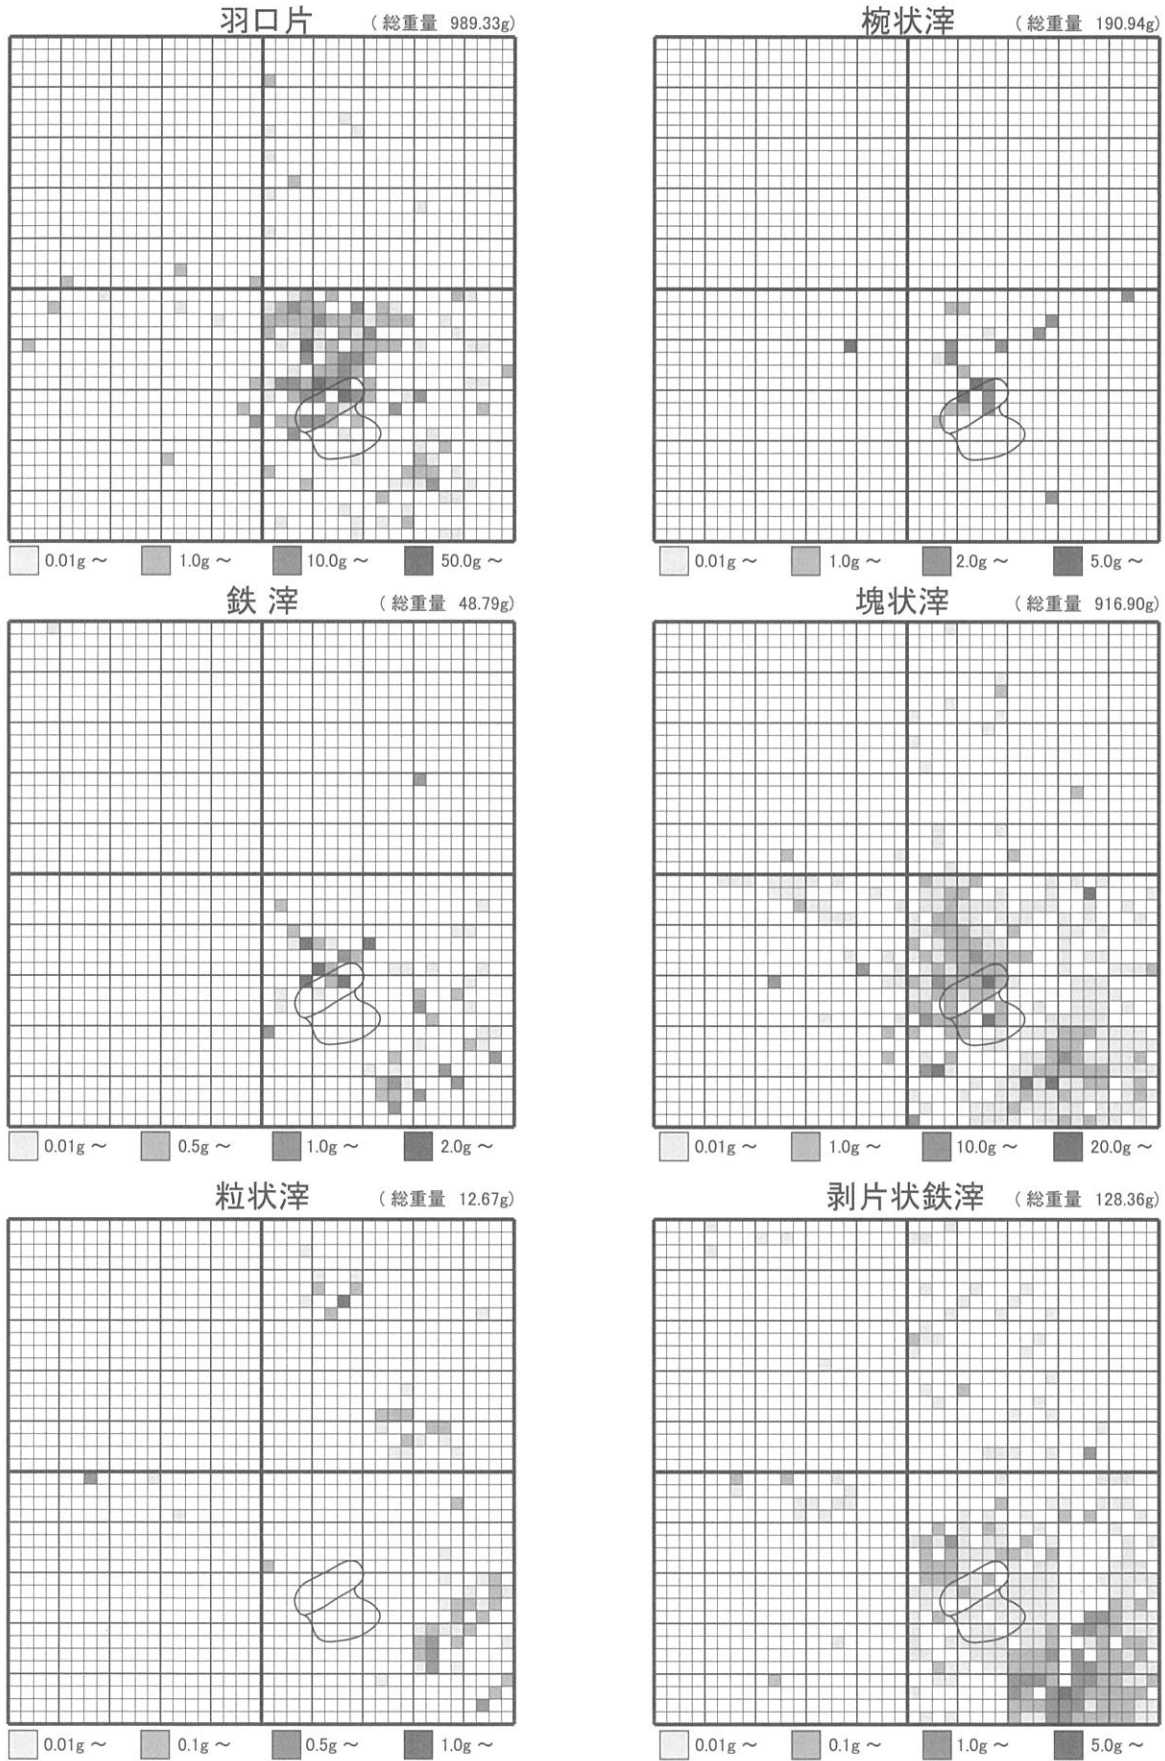 羽口片 （ 総重量 989.33g）
椀状滓 （ 総重量 190.94g）
0.01g ～ 1.0g ～ 10.0g ～ 50.0g ～
0.01g ～ 1.0g ～ 2.0g ～ 5.0g ～
鉄 滓 （ 総重量 48.79g）
塊状滓 （ 総重量 916.90g）
0.01g ～ 0.5g ～ 1.0g ～ 2.0g ～
0.01g ～ 1.0g ～ 10.0g ～ 20.0g ～
粒状滓 （ 総重量 12.67g）
剥片状鉄滓 （ 総重量 128.36g）
0.01g ～ 0.1g ～ 0.5g ～ 1.0g ～
0.01g ～ 0.1g ～ 1.0g ～ 5.0g ～